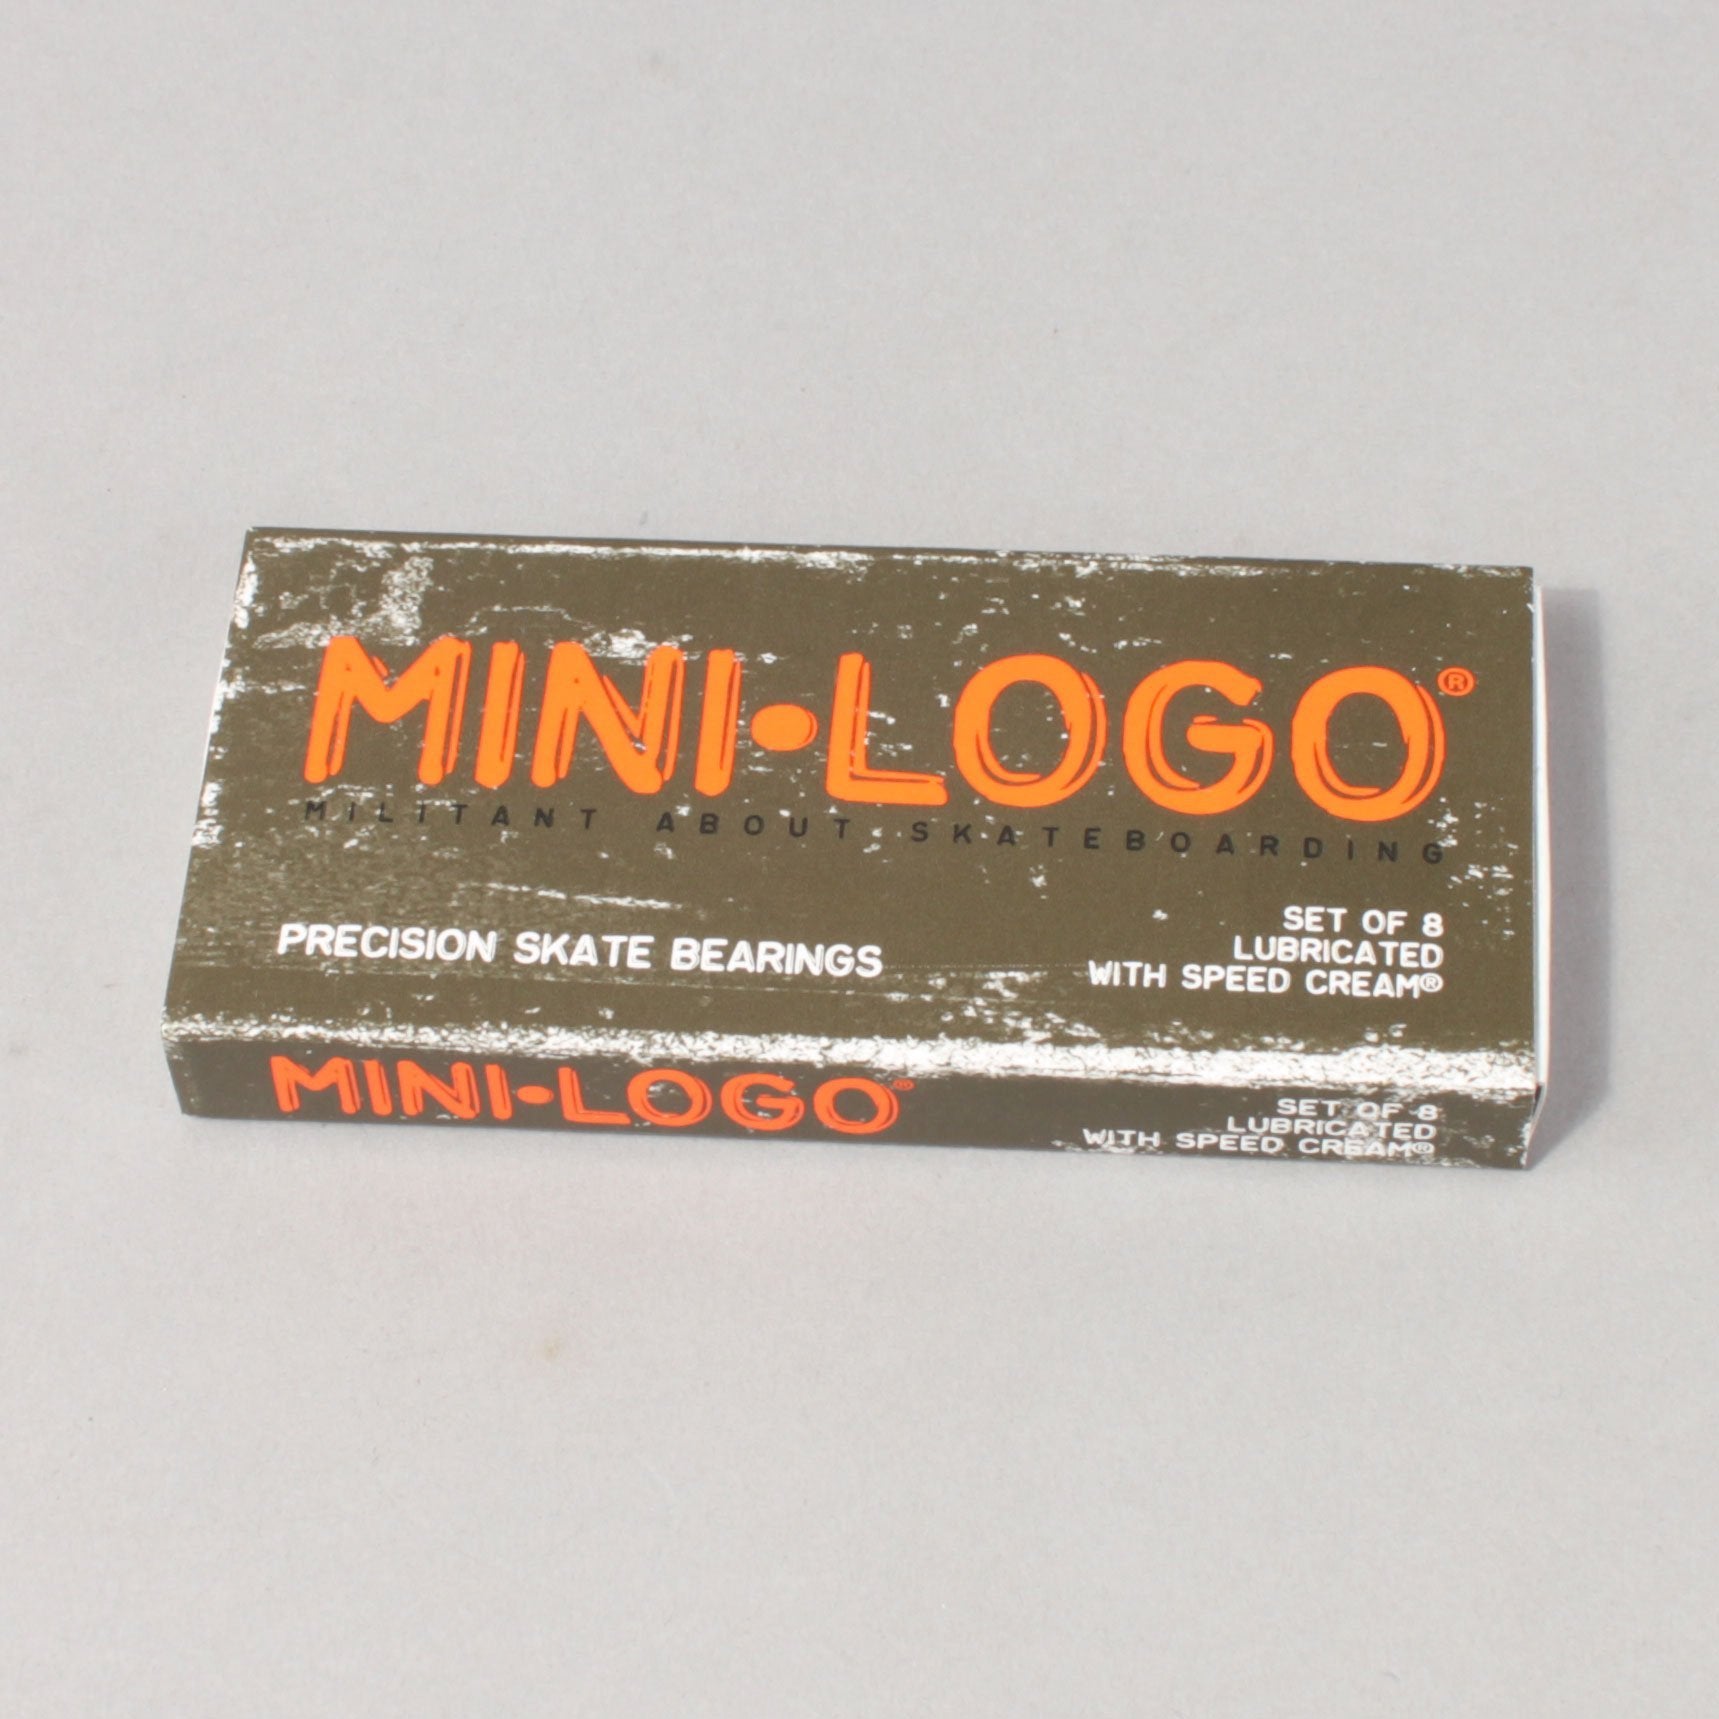 MINI•LOGO®
MILITANT ABOUT SKATEBOARDING
PRECISION SKATE BEARINGS
SET OF 8
LUBRICATED
WITH SPEED CREAM®
MINI•LOGO®
SET OF 8
LUBRICATED
WITH SPEED CREAM®